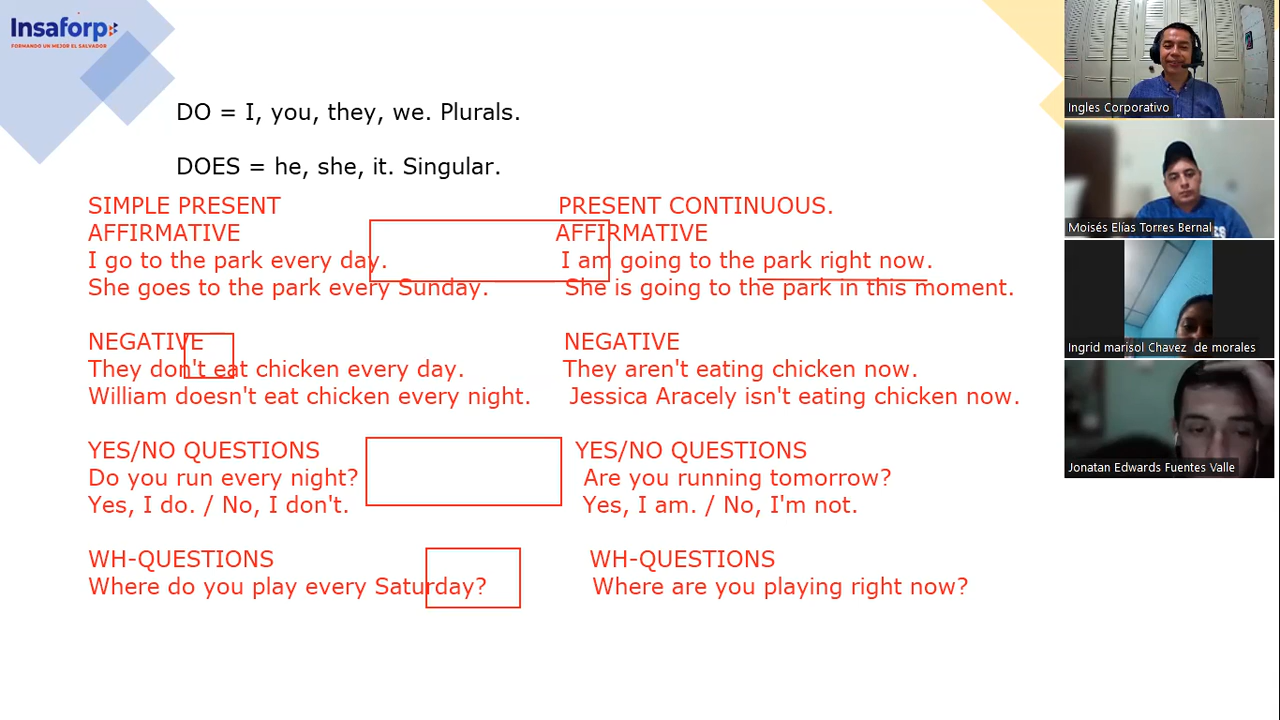 Insaforp
FORMANDO UN MEJOR EL SALVADOR
DO = I, you, they, we. Plurals.
DOES = he, she, it. Singular.
SIMPLE PRESENT
AFFIRMATIVE
I go to the park every day.
She goes to the park every Sunday.
NEGATIVE
They don't eat chicken every day.
William doesn't eat chicken every night.
YES/NO QUESTIONS
Do you run every night?
Yes, I do. / No, I don't.
WH-QUESTIONS
Where do you play every Saturday?
PRESENT CONTINUOUS.
AFFIRMATIVE
I am going to the park right now.
She is going to the park in this moment.
NEGATIVE
They aren't eating chicken now.
Jessica Aracely isn't eating chicken now.
YES/NO QUESTIONS
Are you running tomorrow?
Yes, I am. / No, I'm not.
WH-QUESTIONS
Where are you playing right now?
Ingles Corporativo
Moisés Elías Torres Bernal
Ingrid marisol Chavez de morales
Jonatan Edwards Fuentes Valle